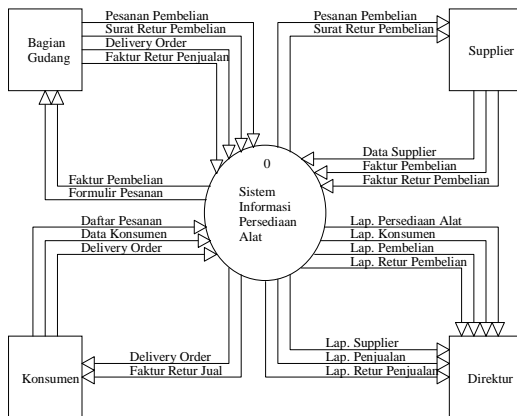 Bagian
Gudang
Pesanan Pembelian
Surat Retur Pembelian
Delivery Order
Faktur Retur Penjualan
Pesanan Pembelian
Surat Retur Pembelian
Supplier
Data Supplier
Faktur Pembelian
Faktur Retur Pembelian
Faktur Pembelian
Formulir Pesanan
0
Sistem
Informasi
Persediaan
Alat
Daftar Pesanan
Data Konsumen
Delivery Order
Lap. Persediaan Alat
Lap. Konsumen
Lap. Pembelian
Lap. Retur Pembelian
Konsumen
Delivery Order
Faktur Retur Jual
Lap. Supplier
Lap. Penjualan
Lap. Retur Penjualan
Direktur